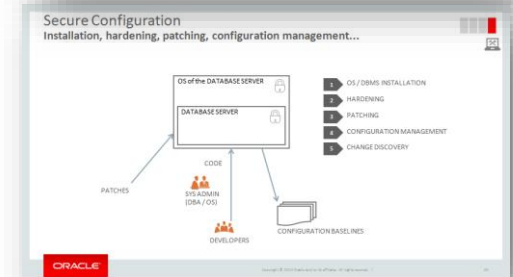 Secure Configuration
Installation, hardening, patching, configuration management...
OS of the DATABASE SERVER
DATABASE SERVER
1 OS / DBMS INSTALLATION
2 HARDENING
3 PATCHING
4 CONFIGURATION MANAGEMENT
5 CHANGE DISCOVERY
CODE
PATCHES
SYS ADMIN
(DBA / OS)
DEVELOPERS
CONFIGURATION BASELINES
ORACLE